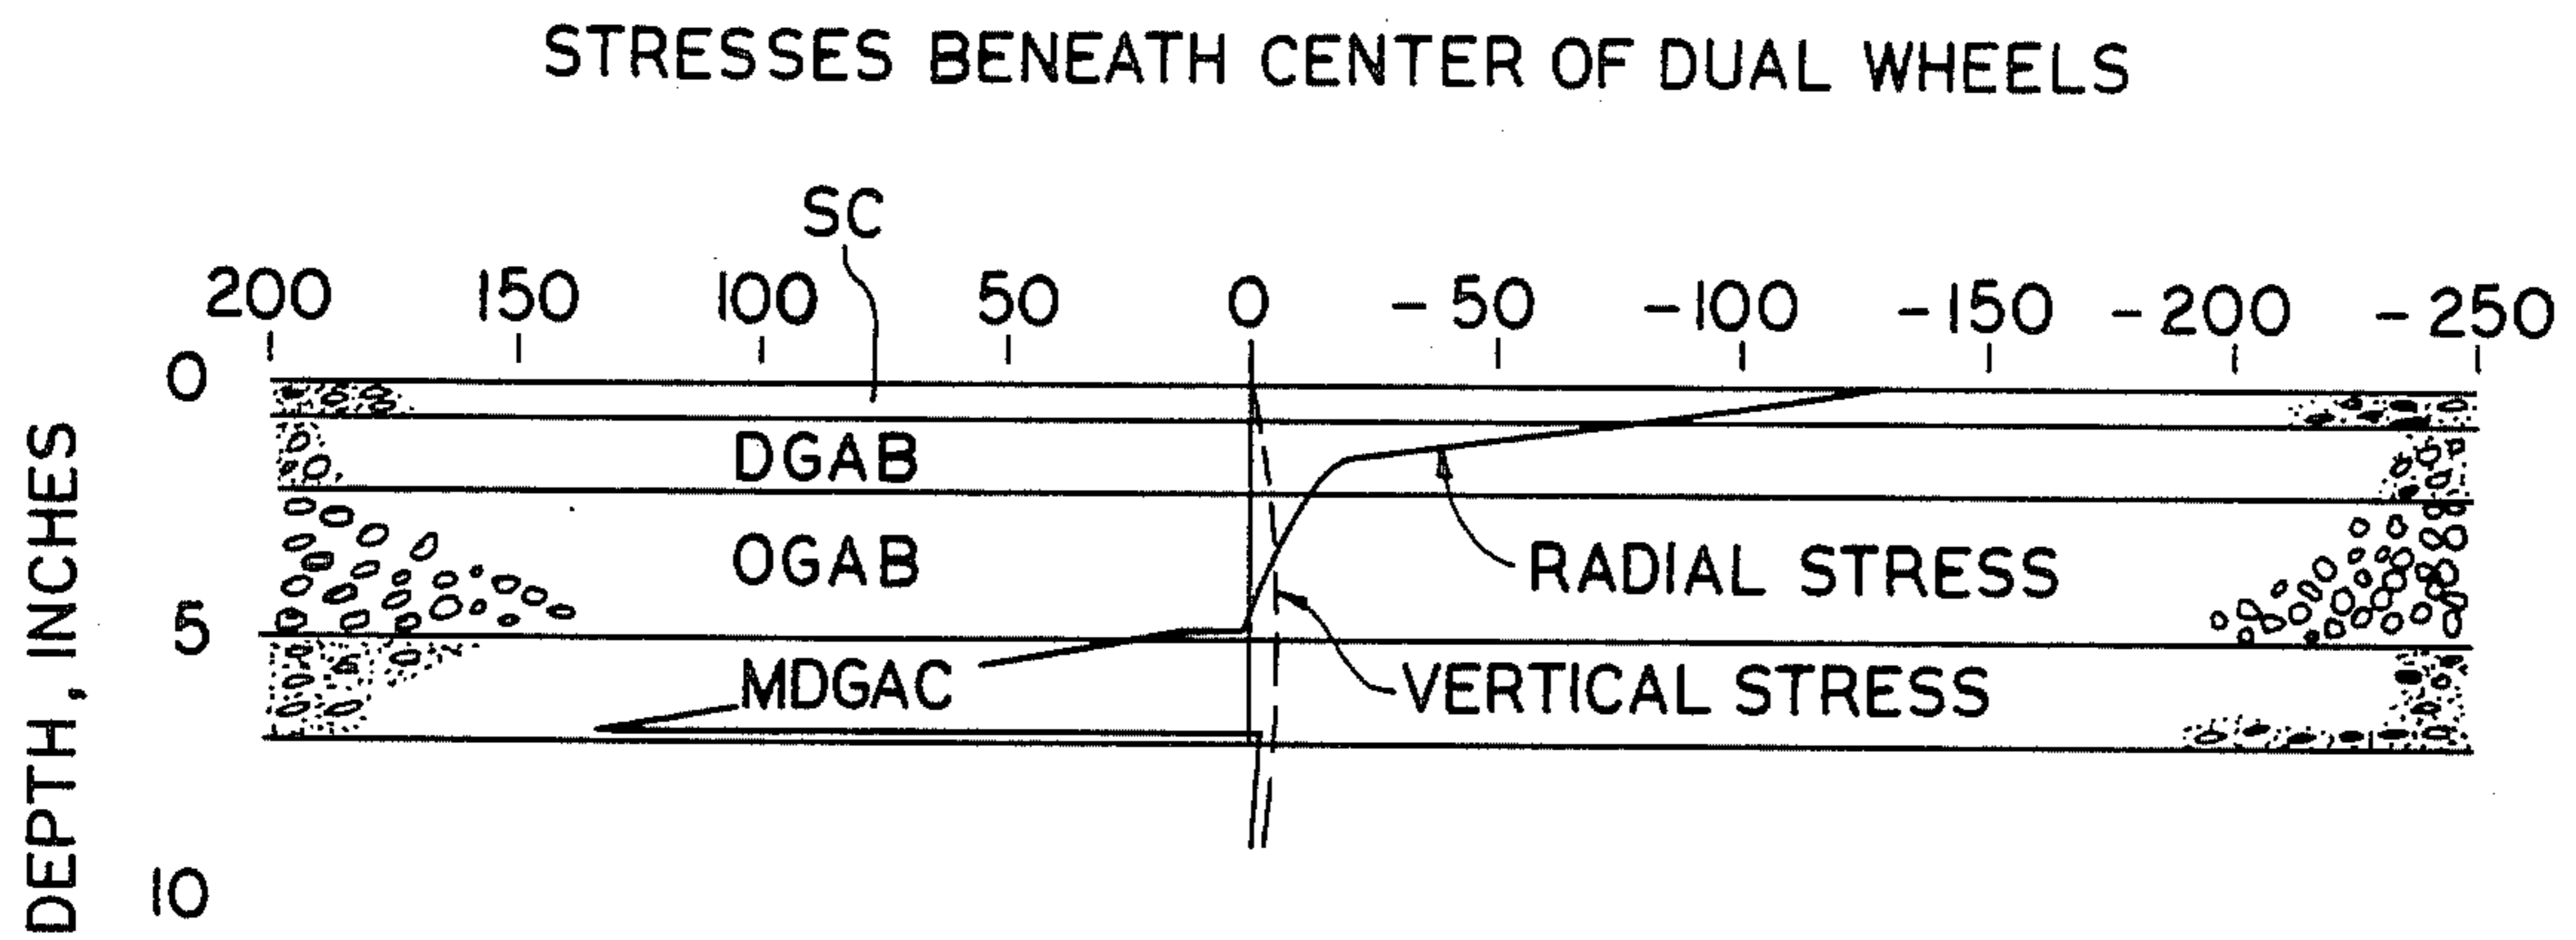 STRESSES BENEATH CENTER OF DUAL WHEELS
SC
200 150 100 50 0 - 50 -100 -150 -200 - 250
0
DGAB
OGAB
RADIAL STRESS
5
MDGAC
VERTICAL STRESS
10
DEPTH, INCHES